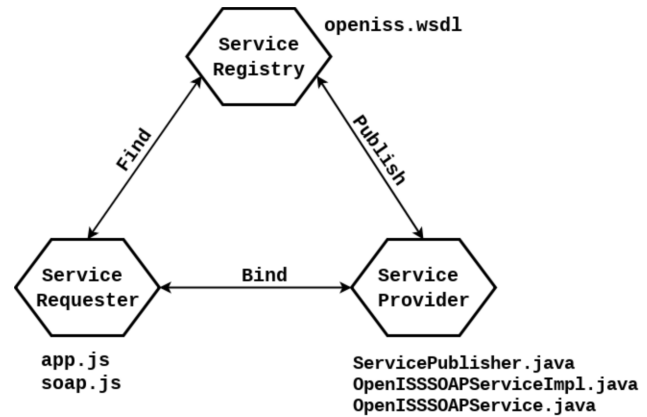 Service
Registry
openiss.wsdl
Find
Publish
Service
Requester
Bind
Service
Provider
app.js
soap.js
ServicePublisher.java
OpenISSSOAPServiceImpl.java
OpenISSSOAPService.java